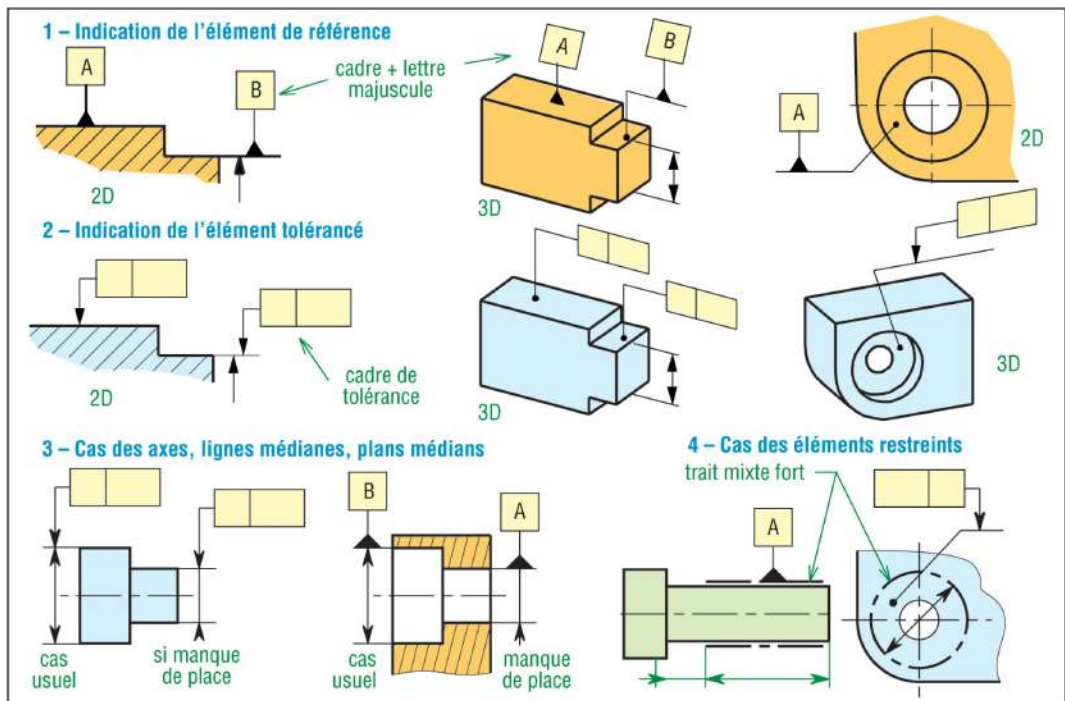 1 – Indication de l'élément de référence
A
B
cadre + lettre
majuscule
A
B
A
2D
3D
2D
2 – Indication de l'élément tolérancé
cadre de
tolérance
2D
3D
3D
3 – Cas des axes, lignes médianes, plans médians
B
A
cas
usuel
si manque
de place
cas
usuel
manque
de place
4 – Cas des éléments restreints
trait mixte fort
A